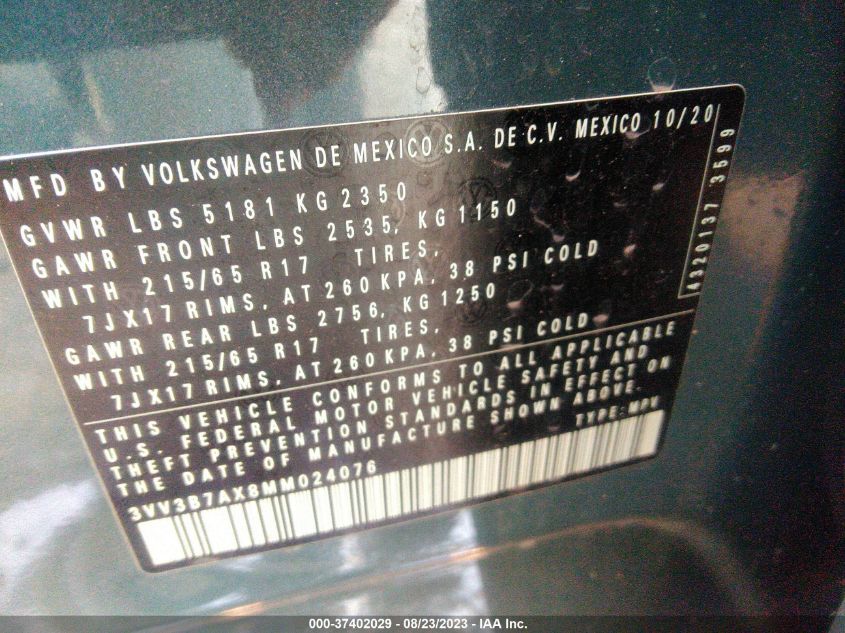 MFD BY VOLKSWAGEN DE MEXICO S.A. DE C.V. MEXICO 10/20
GVWR LBS 5181 KG 2350
GAWR FRONT LBS 2535, KG 1150
WITH 215/65 R17 TIRES,
7JX17 RIMS, AT 260 KPA, 38 PSI COLD
GAWR REAR LBS 2756, KG 1250
WITH 215/65 R17 TIRES,
7JX17 RIMS, AT 260 KPA, 38 PSI COLD
4320137 3599
THIS VEHICLE CONFORMS TO ALL APPLICABLE
U.S. FEDERAL MOTOR VEHICLE SAFETY AND
THEFT PREVENTION STANDARDS IN EFFECT ON
THE DATE OF MANUFACTURE SHOWN ABOVE.
3VV3B7AX8MM024076 TYPE: MPV
000-37402029 - 08/23/2023 - IAA Inc.